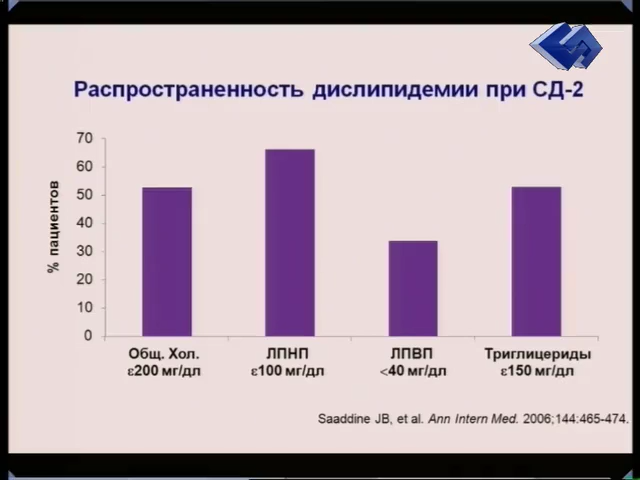 Распространенность дислипидемии при СД-2
% пациентов
70
60
50
40
30
20
10
0
Общ. Хол. ЛПНП ЛПВП Триглицериды
ε200 мг/дл ε100 мг/дл <40 мг/дл ε150 мг/дл
Saaddine JB, et al. Ann Intern Med. 2006;144:465-474.